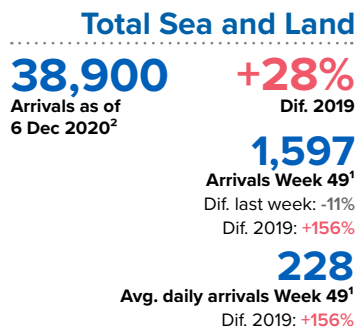 Total Sea and Land
38,900
Arrivals as of
6 Dec 2020²
+28%
Dif. 2019
1,597
Arrivals Week 49¹
Dif. last week: -11%
Dif. 2019: +156%
228
Avg. daily arrivals Week 49¹
Dif. 2019: +156%